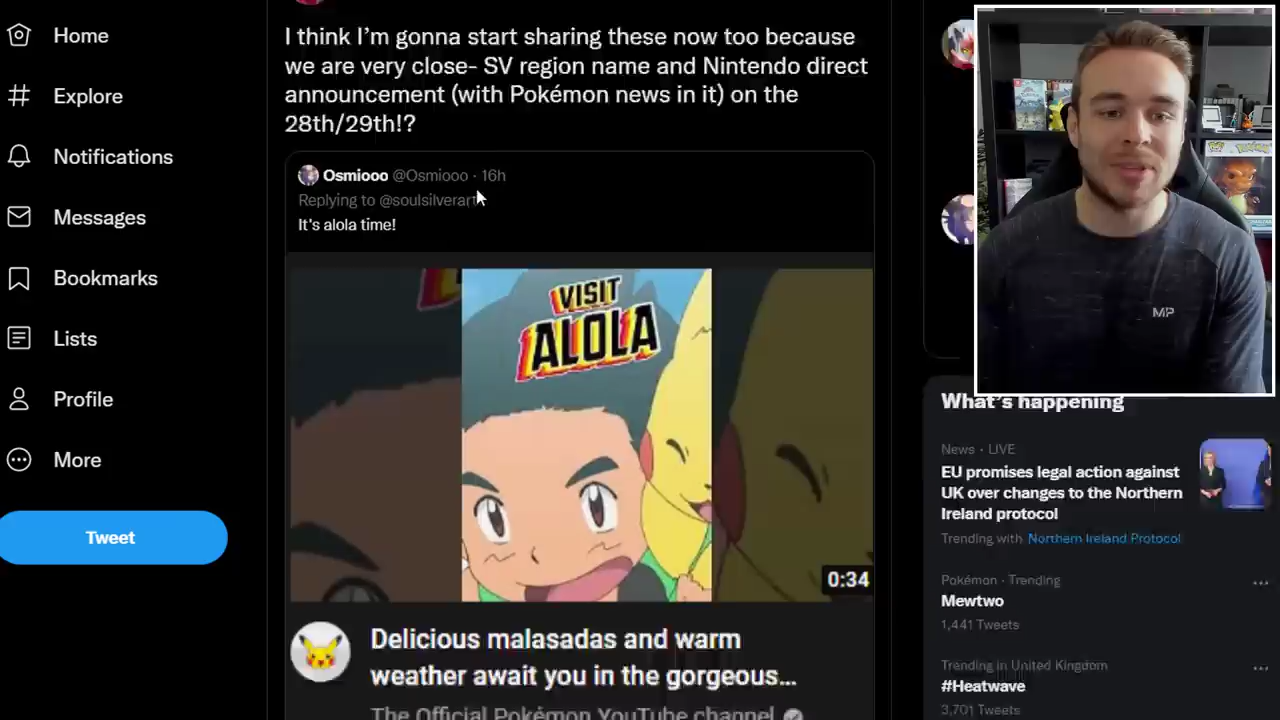 Home
Explore
Notifications
Messages
Bookmarks
Lists
Profile
More
Tweet
I think I'm gonna start sharing these now too because
we are very close- SV region name and Nintendo direct
announcement (with Pokémon news in it) on the
28th/29th!?
Osmiooo @Osmiooo · 16h
Replying to @soulsilverart
It's alola time!
VISIT
ALOLA
0:34
Delicious malasadas and warm
weather await you in the gorgeous...
The Official Pokémon YouTube channel
MP
What's happening
News · LIVE
EU promises legal action against
UK over changes to the Northern
Ireland protocol
Trending with Northern Ireland Protocol
Pokémon · Trending
Mewtwo
1,441 Tweets
Trending in United Kingdom
#Heatwave
3,701 Tweets